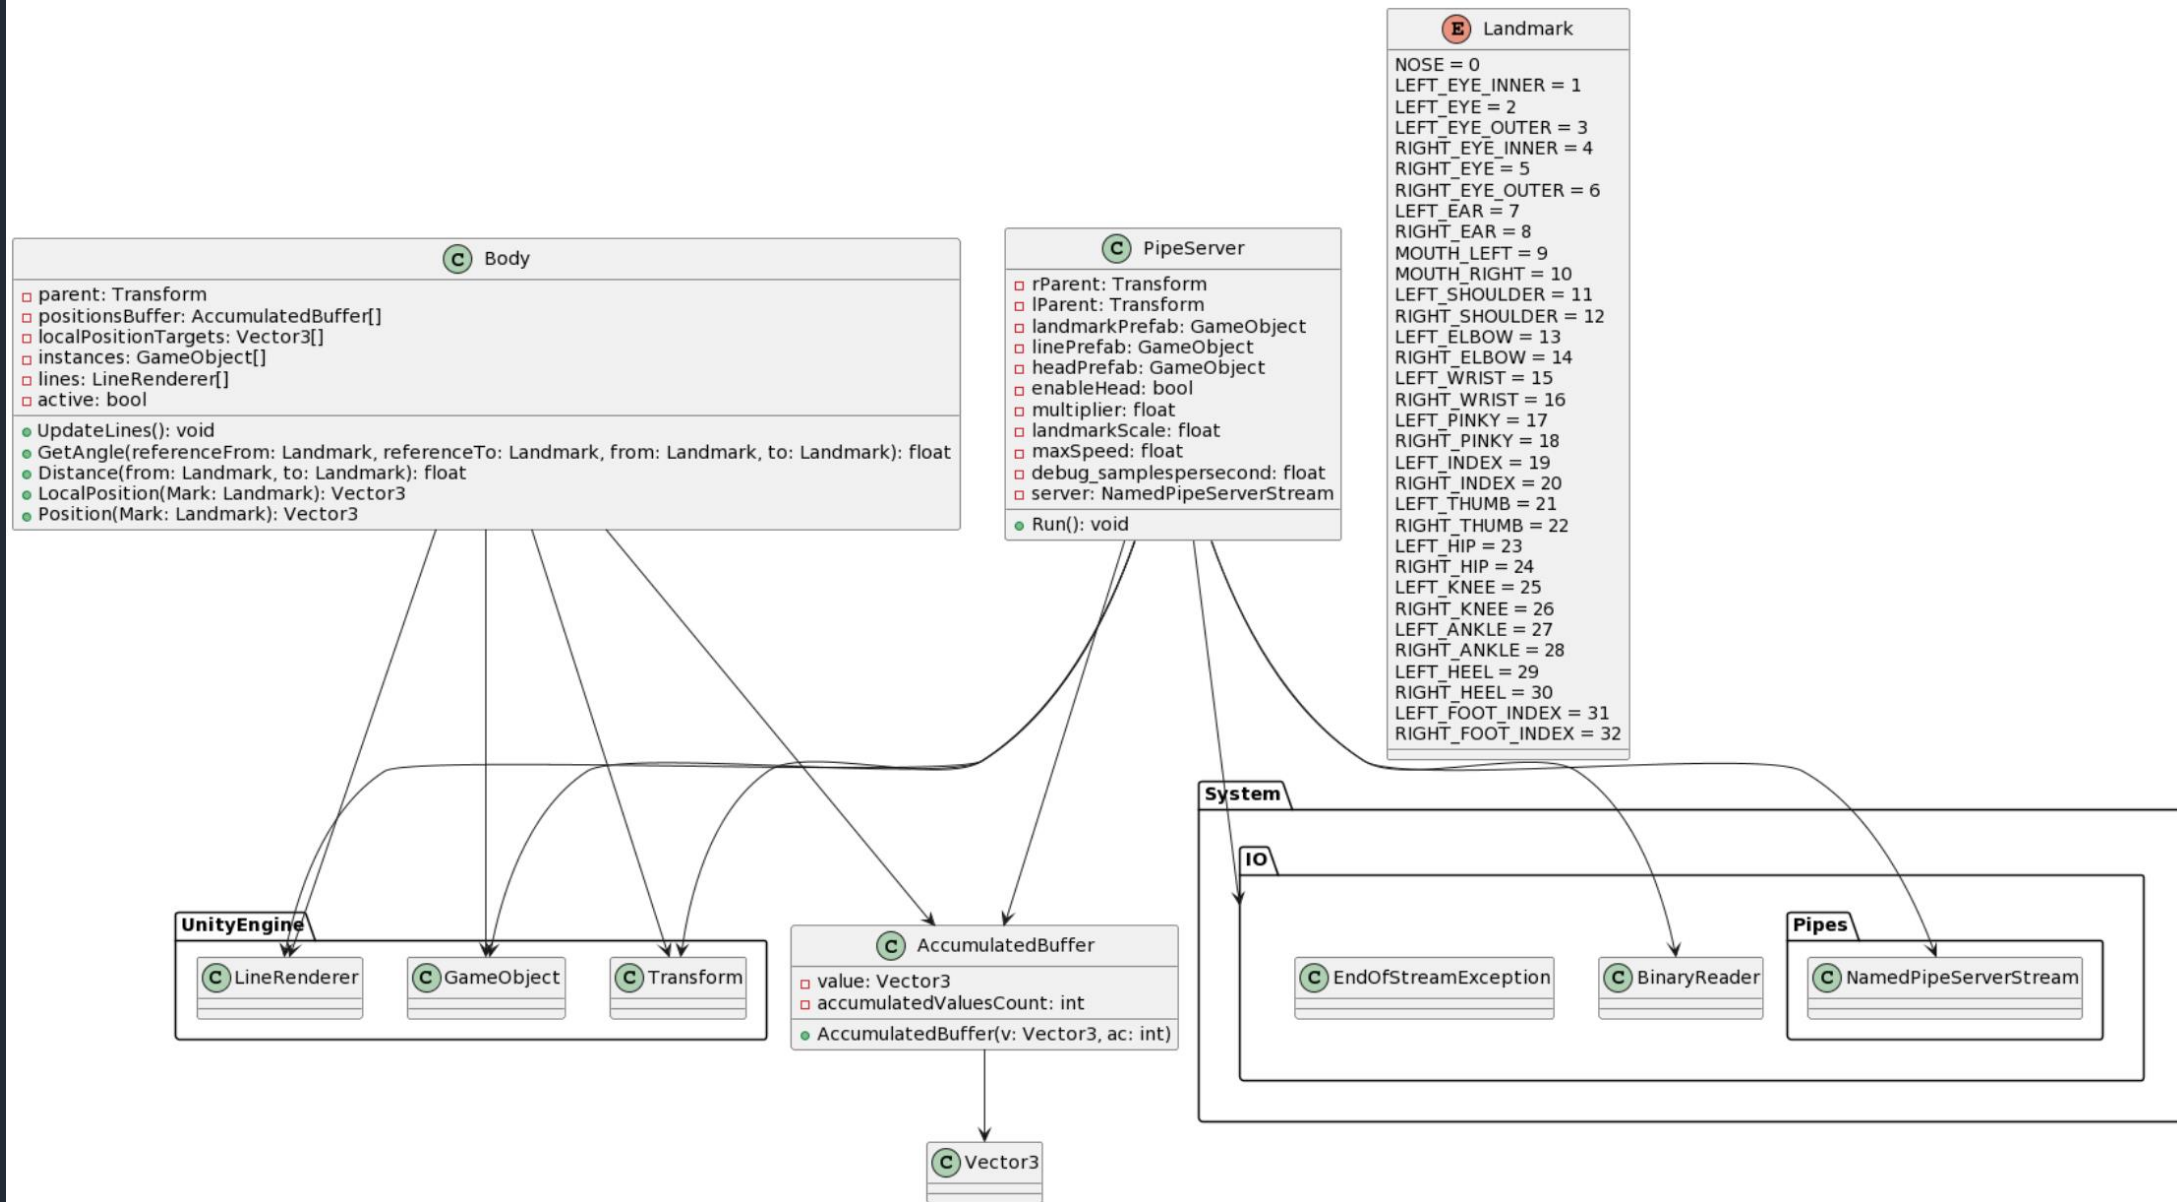 E Landmark
NOSE = 0
LEFT_EYE_INNER = 1
LEFT_EYE = 2
LEFT_EYE_OUTER = 3
RIGHT_EYE_INNER = 4
RIGHT_EYE = 5
RIGHT_EYE_OUTER = 6
LEFT_EAR = 7
RIGHT_EAR = 8
MOUTH_LEFT = 9
MOUTH_RIGHT = 10
LEFT_SHOULDER = 11
RIGHT_SHOULDER = 12
LEFT_ELBOW = 13
RIGHT_ELBOW = 14
LEFT_WRIST = 15
RIGHT_WRIST = 16
LEFT_PINKY = 17
RIGHT_PINKY = 18
LEFT_INDEX = 19
RIGHT_INDEX = 20
LEFT_THUMB = 21
RIGHT_THUMB = 22
LEFT_HIP = 23
RIGHT_HIP = 24
LEFT_KNEE = 25
RIGHT_KNEE = 26
LEFT_ANKLE = 27
RIGHT_ANKLE = 28
LEFT_HEEL = 29
RIGHT_HEEL = 30
LEFT_FOOT_INDEX = 31
RIGHT_FOOT_INDEX = 32
C Body
parent: Transform
positionsBuffer: AccumulatedBuffer[]
localPositionTargets: Vector3[]
instances: GameObject[]
lines: LineRenderer[]
active: bool
UpdateLines(): void
GetAngle(referenceFrom: Landmark, referenceTo: Landmark, from: Landmark, to: Landmark): float
Distance(from: Landmark, to: Landmark): float
LocalPosition(Mark: Landmark): Vector3
Position(Mark: Landmark): Vector3
C PipeServer
rParent: Transform
lParent: Transform
landmarkPrefab: GameObject
linePrefab: GameObject
headPrefab: GameObject
enableHead: bool
multiplier: float
landmarkScale: float
maxSpeed: float
debug_samplespersecond: float
server: NamedPipeServerStream
Run(): void
UnityEngine
C LineRenderer
C GameObject
C Transform
C AccumulatedBuffer
value: Vector3
accumulatedValuesCount: int
AccumulatedBuffer(v: Vector3, ac: int)
System
IO
C EndOfStreamException
C BinaryReader
Pipes
C NamedPipeServerStream
C Vector3